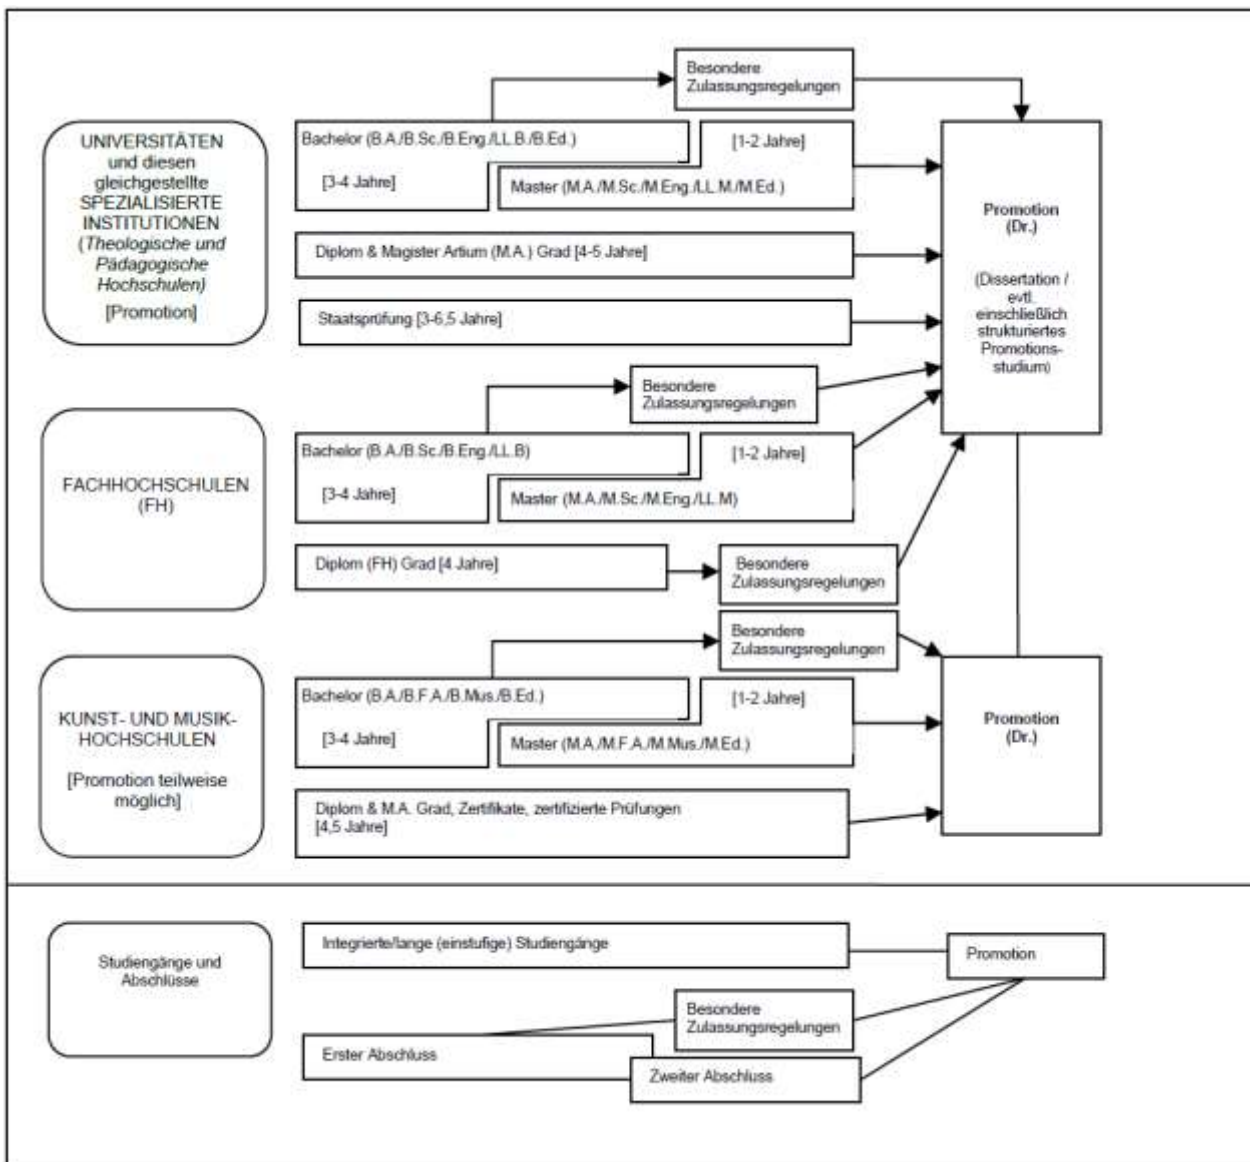 Besondere
Zulassungsregelungen
UNIVERSITÄTEN
und diesen
gleichgestellte
SPEZIALISIERTE
INSTITUTIONEN
(Theologische und
Pädagogische
Hochschulen)
[Promotion]
Bachelor (B.A./B.Sc./B.Eng./LL.B./B.Ed.)
[3-4 Jahre]
[1-2 Jahre]
Master (M.A./M.Sc./M.Eng./LL.M./M.Ed.)
Diplom & Magister Artium (M.A.) Grad [4-5 Jahre]
Staatsprüfung [3-6,5 Jahre]
Promotion
(Dr.)
(Dissertation /
evtl.
einschließlich
strukturiertes
Promotions-
studium)
FACHHOCHSCHULEN
(FH)
Besondere
Zulassungsregelungen
Bachelor (B.A./B.Sc./B.Eng./LL.B)
[3-4 Jahre]
[1-2 Jahre]
Master (M.A./M.Sc./M.Eng./LL.M)
Diplom (FH) Grad [4 Jahre]
Besondere
Zulassungsregelungen
KUNST- UND MUSIK-
HOCHSCHULEN
[Promotion teilweise
möglich]
Besondere
Zulassungsregelungen
Bachelor (B.A./B.F.A./B.Mus./B.Ed.)
[3-4 Jahre]
[1-2 Jahre]
Master (M.A./M.F.A./M.Mus./M.Ed.)
Diplom & M.A. Grad, Zertifikate, zertifizierte Prüfungen
[4,5 Jahre]
Promotion
(Dr.)
Studiengänge und
Abschlüsse
Integrierte/lange (einstufige) Studiengänge
Promotion
Besondere
Zulassungsregelungen
Erster Abschluss
Zweiter Abschluss